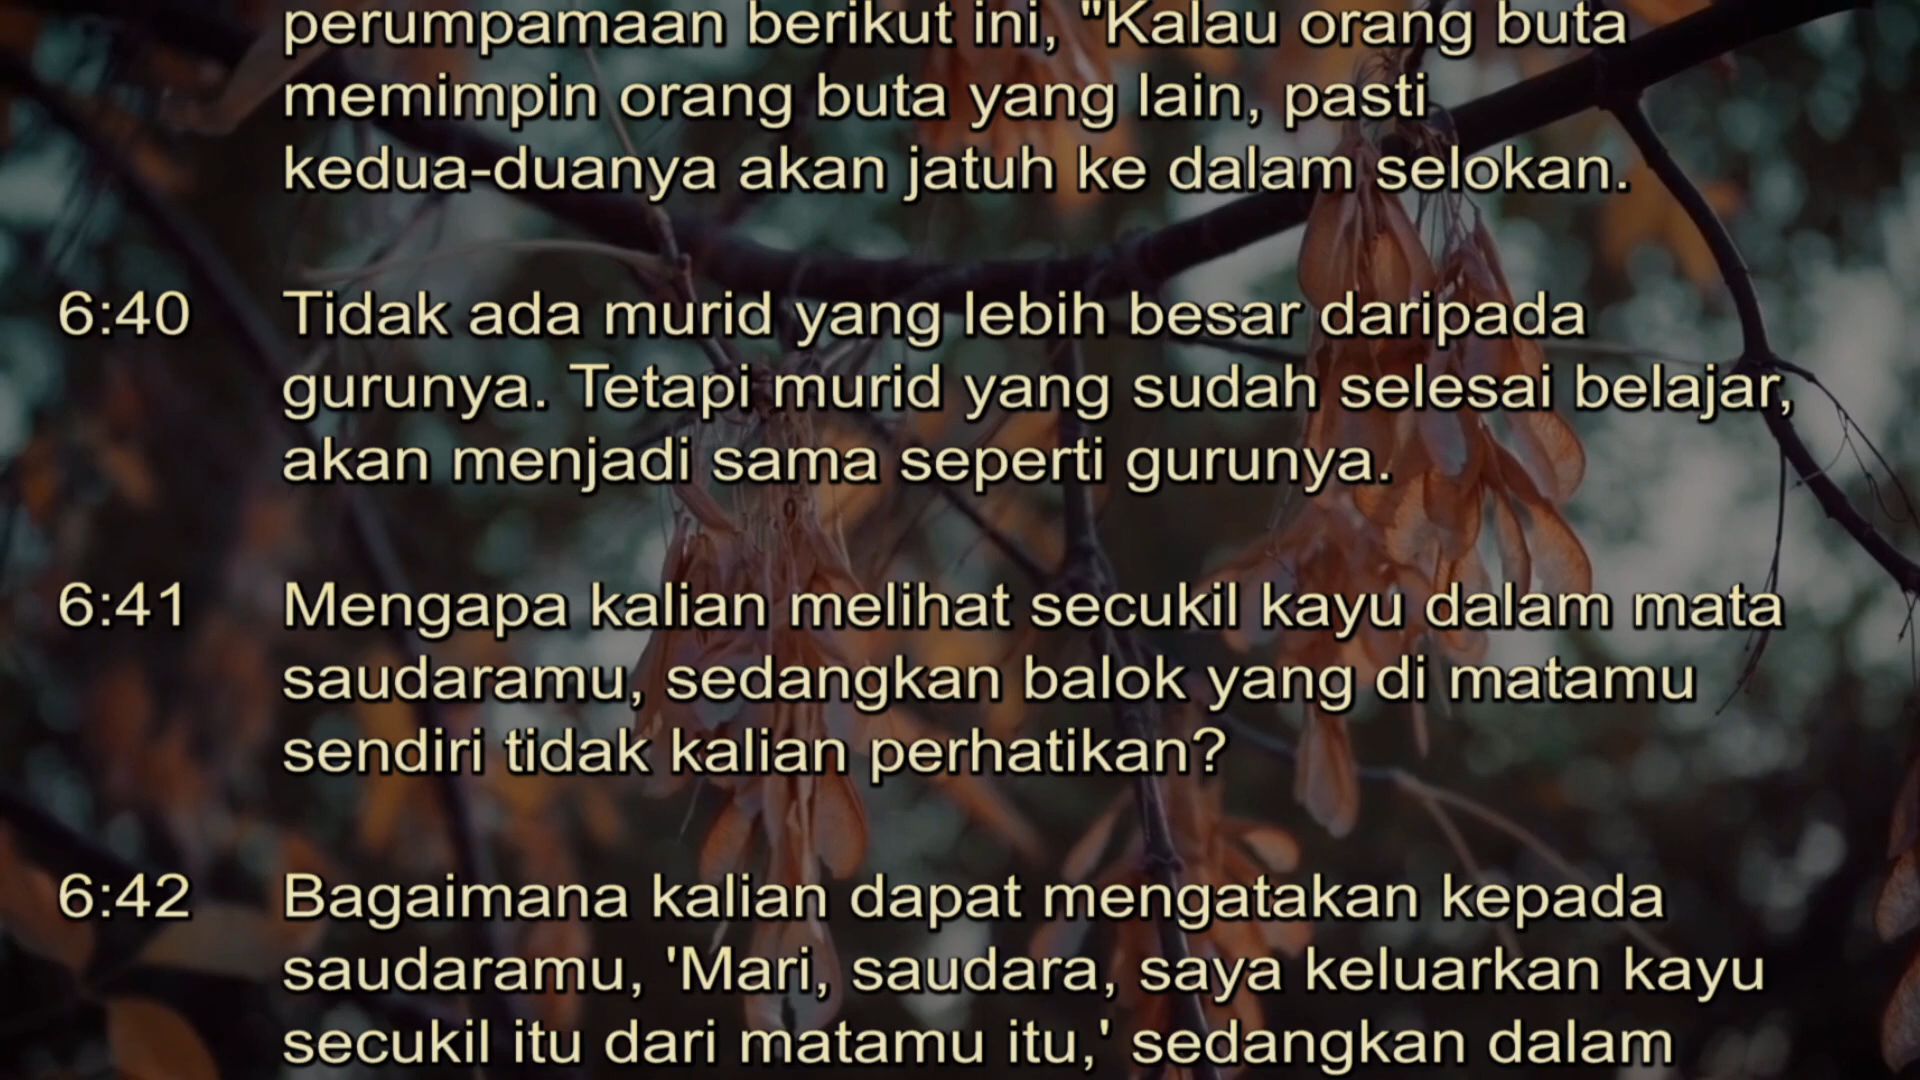 perumpamaan berikut ini, "Kalau orang buta
memimpin orang buta yang lain, pasti
kedua-duanya akan jatuh ke dalam selokan.
6:40 Tidak ada murid yang lebih besar daripada
gurunya. Tetapi murid yang sudah selesai belajar,
akan menjadi sama seperti gurunya.
6:41 Mengapa kalian melihat secukil kayu dalam mata
saudaramu, sedangkan balok yang di matamu
sendiri tidak kalian perhatikan?
6:42 Bagaimana kalian dapat mengatakan kepada
saudaramu, 'Mari, saudara, saya keluarkan kayu
secukil itu dari matamu itu,' sedangkan dalam